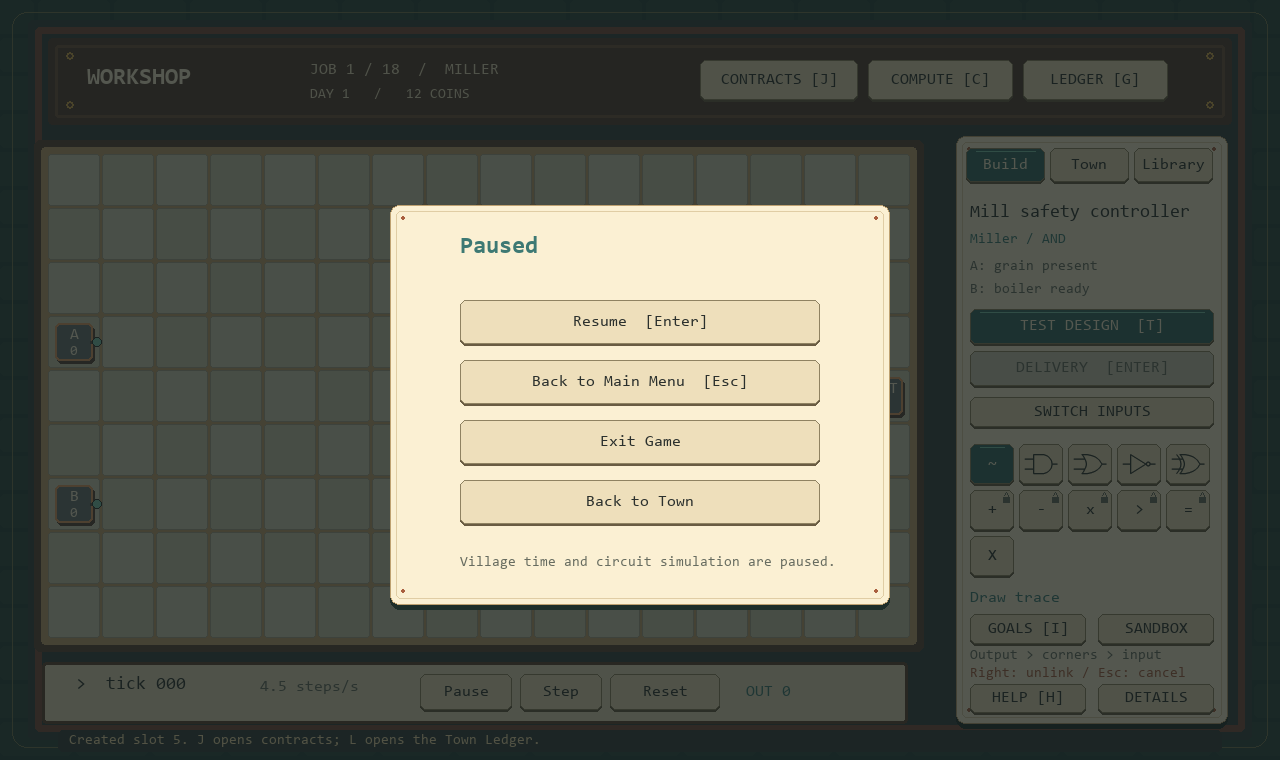 WORKSHOP
JOB 1 / 18 / MILLER
DAY 1 / 12 COINS
CONTRACTS [J]
COMPUTE [C]
LEDGER [G]
Build
Town
Library
Mill safety controller
Miller / AND
A: grain present
B: boiler ready
TEST DESIGN [T]
DELIVERY [ENTER]
SWITCH INPUTS
~
+
-
x
>
=
X
Draw trace
GOALS [I]
SANDBOX
Output > corners > input
Right: unlink / Esc: cancel
HELP [H]
DETAILS
A
0
B
0
T
Paused
Resume [Enter]
Back to Main Menu [Esc]
Exit Game
Back to Town
Village time and circuit simulation are paused.
> tick 000
4.5 steps/s
Pause
Step
Reset
OUT 0
Created slot 5. J opens contracts; L opens the Town Ledger.